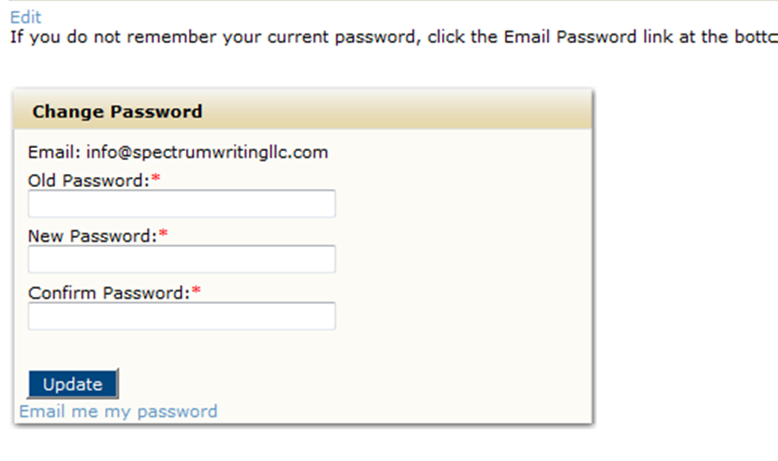 Edit
If you do not remember your current password, click the Email Password link at the
Change Password
Email: info@spectrumwritingllc.com
Old Password:*
New Password:*
Confirm Password:*
Update
Email me my password